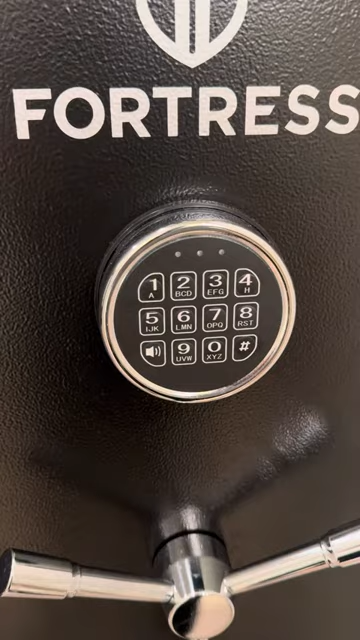 FORTRESS
1 2 3 4
A BCD EFG H
5 6 7 8
IJK LMN OPQ RST
9 0 #
UVW XYZ